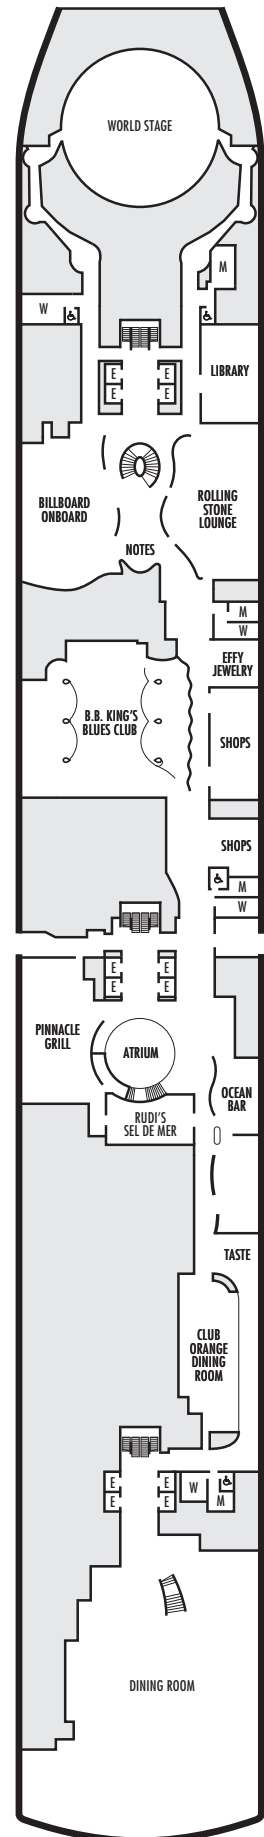 WORLD STAGE
M
W
LIBRARY
E
E
E
E
BILLBOARD
ONBOARD
ROLLING
STONE
LOUNGE
NOTES
M
W
EFFY
JEWELRY
B.B. KING'S
BLUES CLUB
SHOPS
SHOPS
M
W
E
E
E
E
PINNACLE
GRILL
ATRIUM
OCEAN
BAR
RUDI'S
SEL DE MER
TASTE
CLUB
ORANGE
DINING
ROOM
E
E
E
E
W
M
DINING ROOM